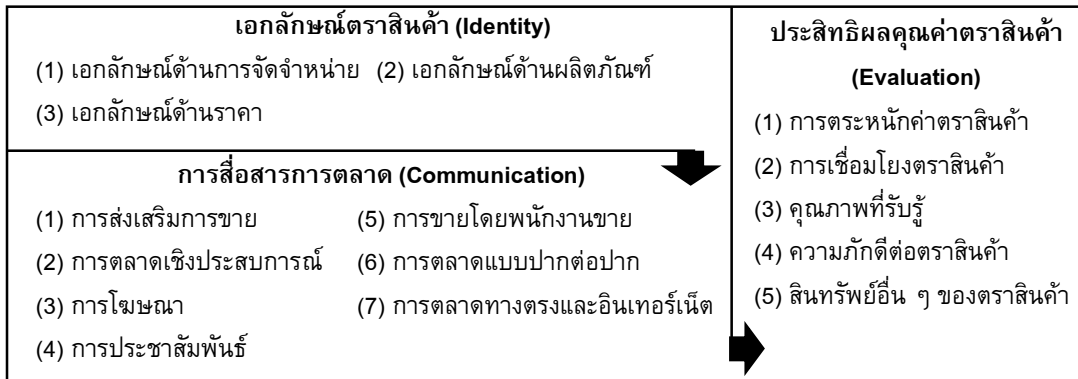 เอกลักษณ์ตราสินค้า (Identity)
(1) เอกลักษณ์ด้านการจัดจำหน่าย (2) เอกลักษณ์ด้านผลิตภัณฑ์
(3) เอกลักษณ์ด้านราคา
การสื่อสารการตลาด (Communication)
(1) การส่งเสริมการขาย
(2) การตลาดเชิงประสบการณ์
(3) การโฆษณา
(4) การประชาสัมพันธ์
(5) การขายโดยพนักงานขาย
(6) การตลาดแบบปากต่อปาก
(7) การตลาดทางตรงและอินเทอร์เน็ต
ประสิทธิผลคุณค่าตราสินค้า
(Evaluation)
(1) การตระหนักค่าตราสินค้า
(2) การเชื่อมโยงตราสินค้า
(3) คุณภาพที่รับรู้
(4) ความภักดีต่อตราสินค้า
(5) สินทรัพย์อื่น ๆ ของตราสินค้า